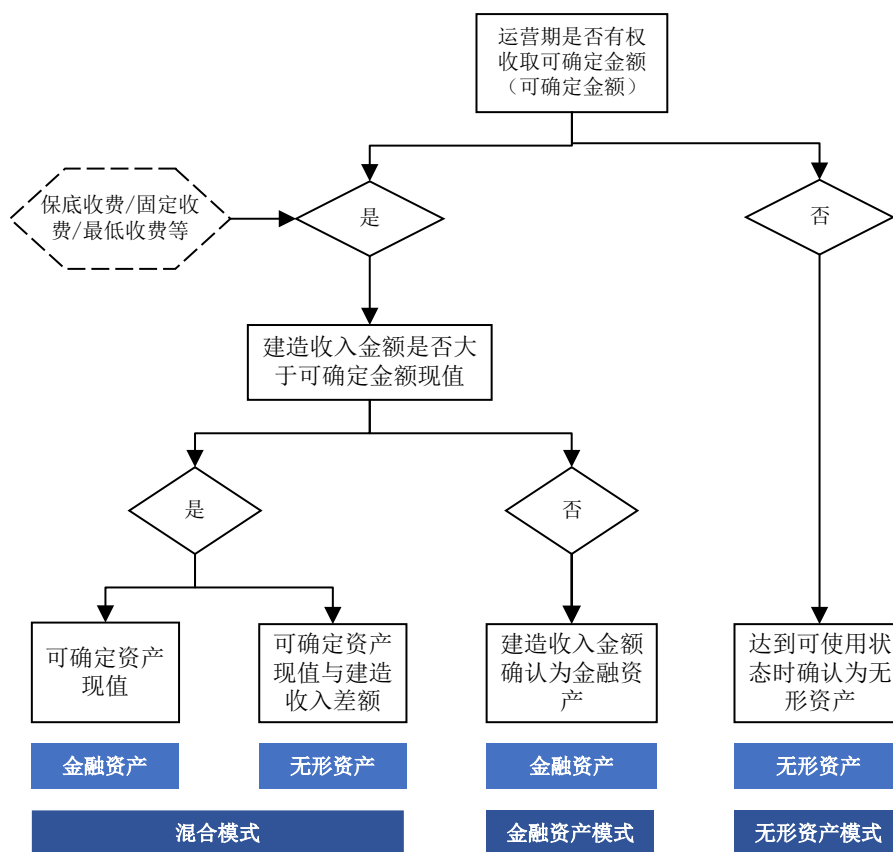 运营期是否有权
收取可确定金额
（可确定金额）
保底收费/固定收
费/最低收费等
是
否
建造收入金额是否大
于可确定金额现值
是
否
可确定资产
现值
可确定资产
现值与建造
收入差额
建造收入金额
确认为金融资
产
达到可使用状
态时确认为无
形资产
金融资产
无形资产
金融资产
无形资产
混合模式
金融资产模式
无形资产模式